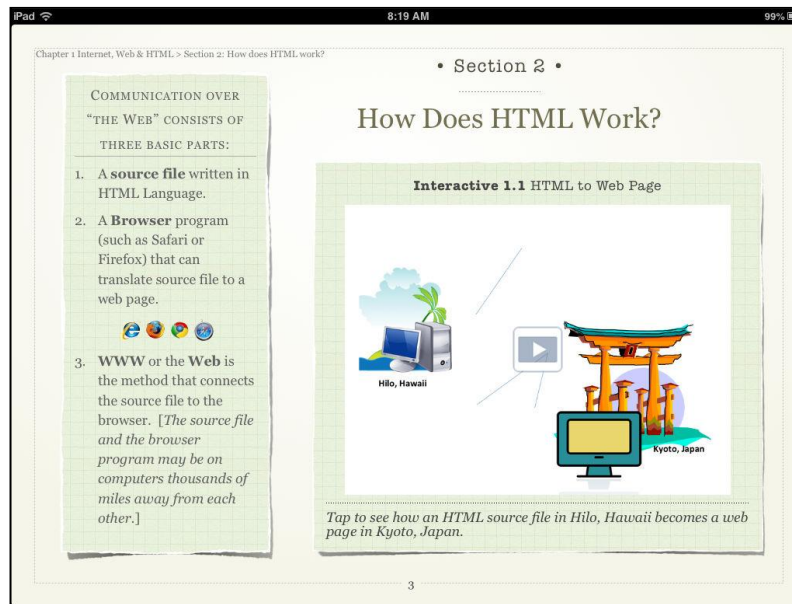 iPad
8:19 AM
99%
Chapter 1 Internet, Web & HTML > Section 2: How does HTML work?
• Section 2 •
How Does HTML Work?
COMMUNICATION OVER
“THE WEB” CONSISTS OF
THREE BASIC PARTS:
1. A source file written in
HTML Language.
2. A Browser program
(such as Safari or
Firefox) that can
translate source file to a
web page.
3. WWW or the Web is
the method that connects
the source file to the
browser. [The source file
and the browser
program may be on
computers thousands of
miles away from each
other.]
Interactive 1.1 HTML to Web Page
Hilo, Hawaii
Kyoto, Japan
Tap to see how an HTML source file in Hilo, Hawaii becomes a web
page in Kyoto, Japan.
3